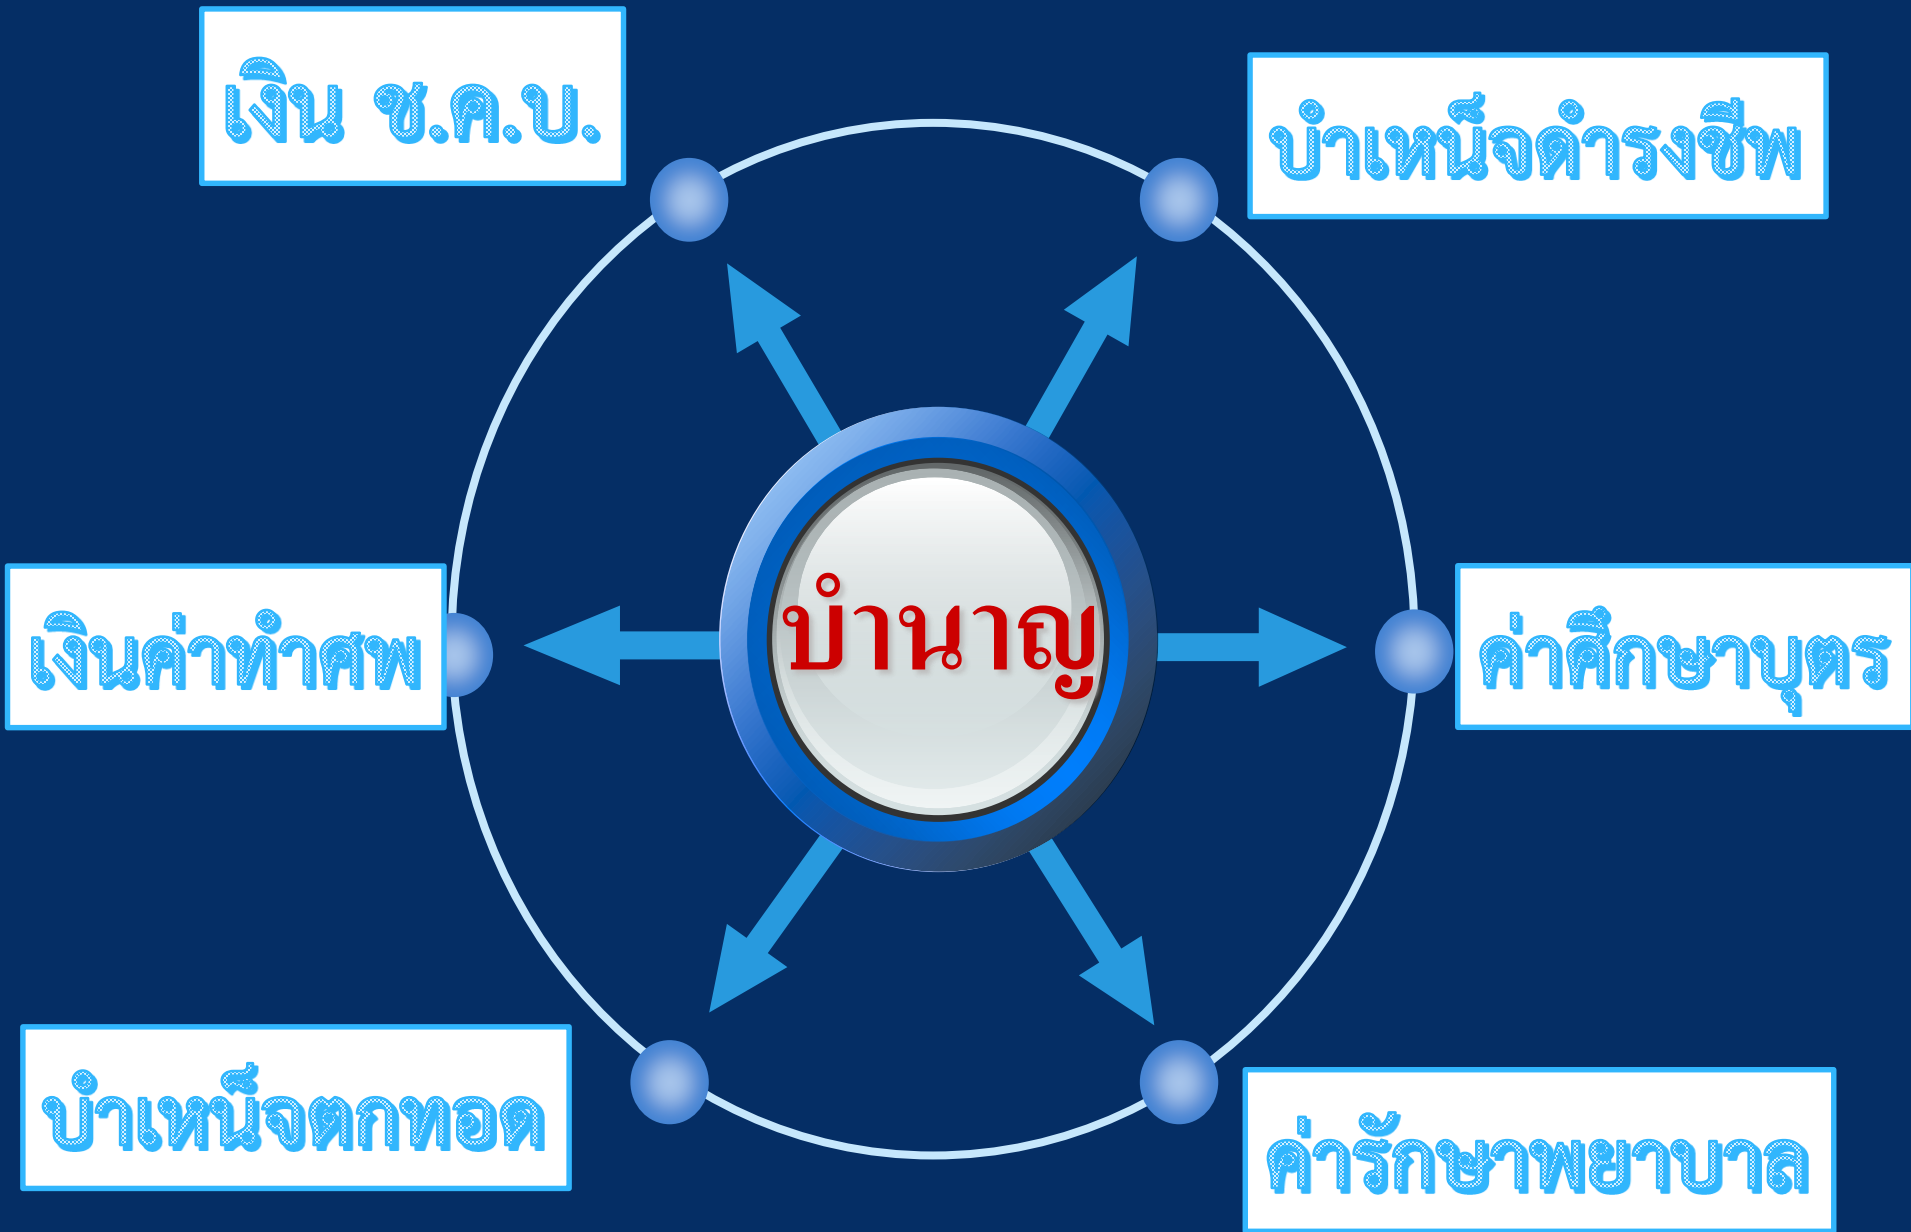 เงิน ช.ค.บ.
บำเหน็จดำรงชีพ
เงินค่าทำศพ
บำนาญ
ค่าศึกษาบุตร
บำเหน็จตกทอด
ค่ารักษาพยาบาล